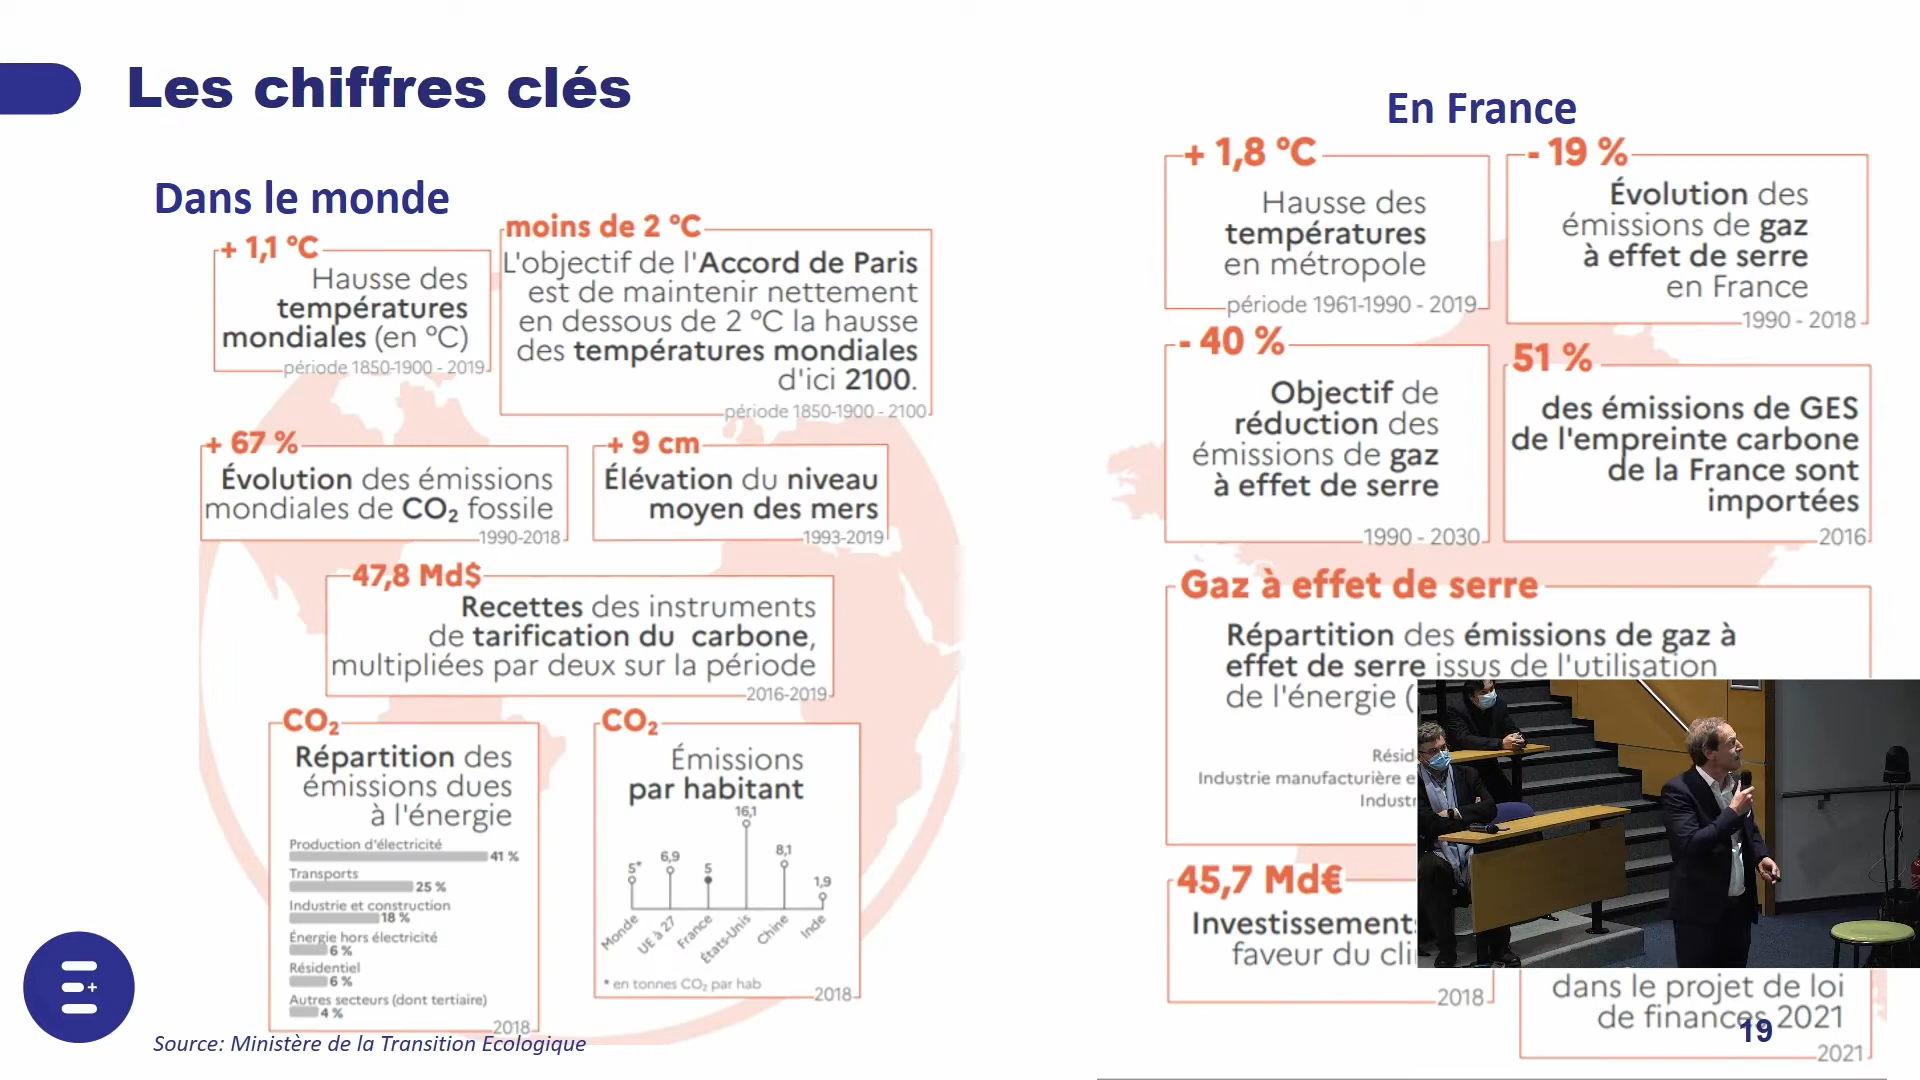 Les chiffres clés
Dans le monde
+ 1,1 °C
Hausse des
températures
mondiales (en °C)
période 1850-1900 - 2019
moins de 2 °C
L'objectif de l'Accord de Paris
est de maintenir nettement
en dessous de 2 °C la hausse
des températures mondiales
d'ici 2100.
période 1850-1900 - 2100
+ 67 %
Évolution des émissions
mondiales de CO₂ fossile
1990-2018
+ 9 cm
Élévation du niveau
moyen des mers
1993-2019
47,8 Md$
Recettes des instruments
de tarification du carbone,
multipliées par deux sur la période
2016-2019
CO₂
Répartition des
émissions dues
à l'énergie
Production d'électricité
41 %
Transports
25 %
Industrie et construction
18 %
Énergie hors électricité
6 %
Résidentiel
6 %
Autres secteurs (dont tertiaire)
4 %
2018
CO₂
Émissions
par habitant
5*
6,9
5
16,1
8,1
1,9
Monde
UE à 27
France
États-Unis
Chine
Inde
* en tonnes CO₂ par hab
2018
Source: Ministère de la Transition Ecologique
En France
+ 1,8 °C
Hausse des
températures
en métropole
période 1961-1990 - 2019
- 19 %
Évolution des
émissions de gaz
à effet de serre
en France
1990 - 2018
- 40 %
Objectif de
réduction des
émissions de gaz
à effet de serre
1990 - 2030
51 %
des émissions de GES
de l'empreinte carbone
de la France sont
importées
2016
Gaz à effet de serre
Répartition des émissions de gaz à
effet de serre issus de l'utilisation
de l'énergie (
Résid
Industrie manufacturière e
Industr
45,7 Md€
Investissement
faveur du cli
2018
dans le projet de loi
de finances 2021
2021
19